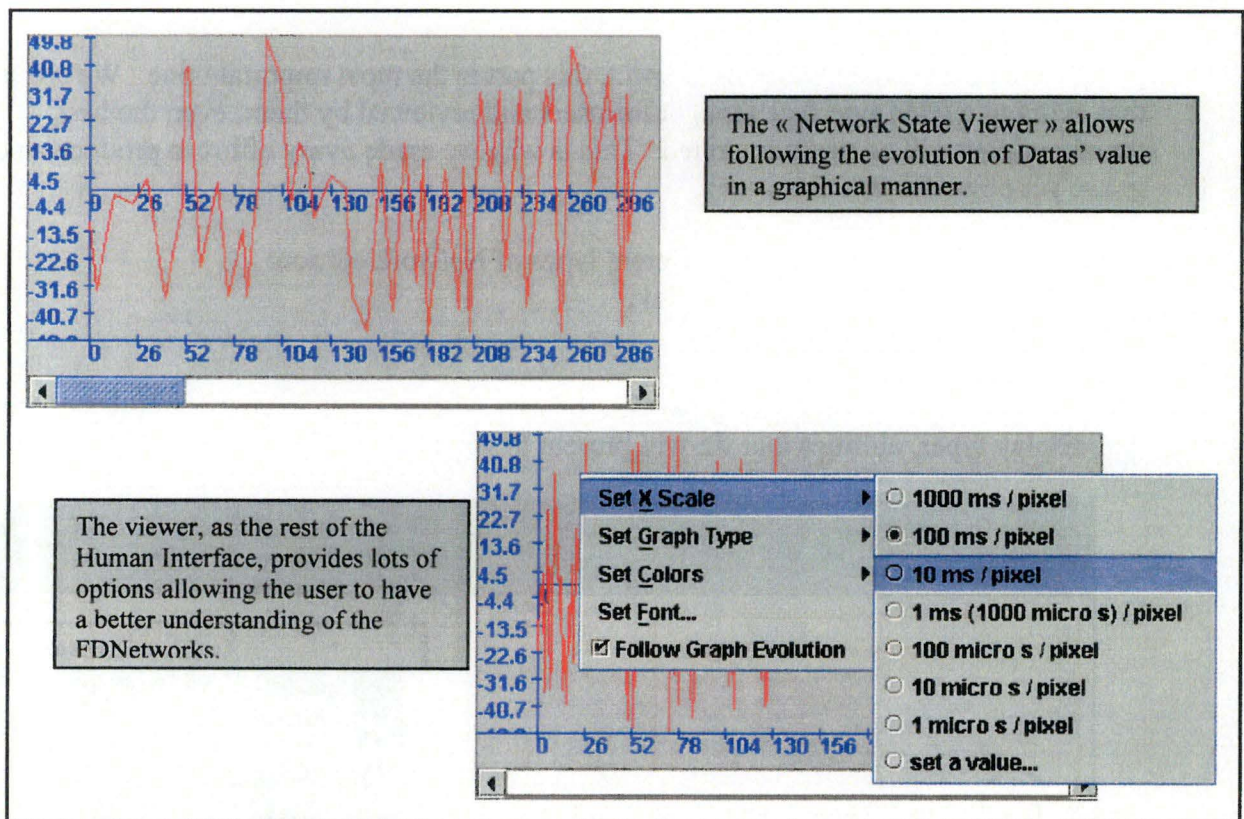 49.8
40.8
31.7
22.7
13.6
4.5
-4.4
-13.5
-22.6
-31.6
-40.7
0 26 52 78 104 130 156 182 208 234 260 286
0 26 52 78 104 130 156 182 208 234 260 286
The « Network State Viewer » allows
following the evolution of Datas' value
in a graphical manner.
The viewer, as the rest of the
Human Interface, provides lots of
options allowing the user to have
a better understanding of the
FDNetworks.
49.8
40.8
31.7
22.7
13.6
4.5
-4.4
-13.5
-22.6
-31.6
-40.7
0 26 52 78 104 130 156
Set X Scale
Set Graph Type
Set Colors
Set Font...
Follow Graph Evolution
1000 ms / pixel
100 ms / pixel
10 ms / pixel
1 ms (1000 micro s) / pixel
100 micro s / pixel
10 micro s / pixel
1 micro s / pixel
set a value...